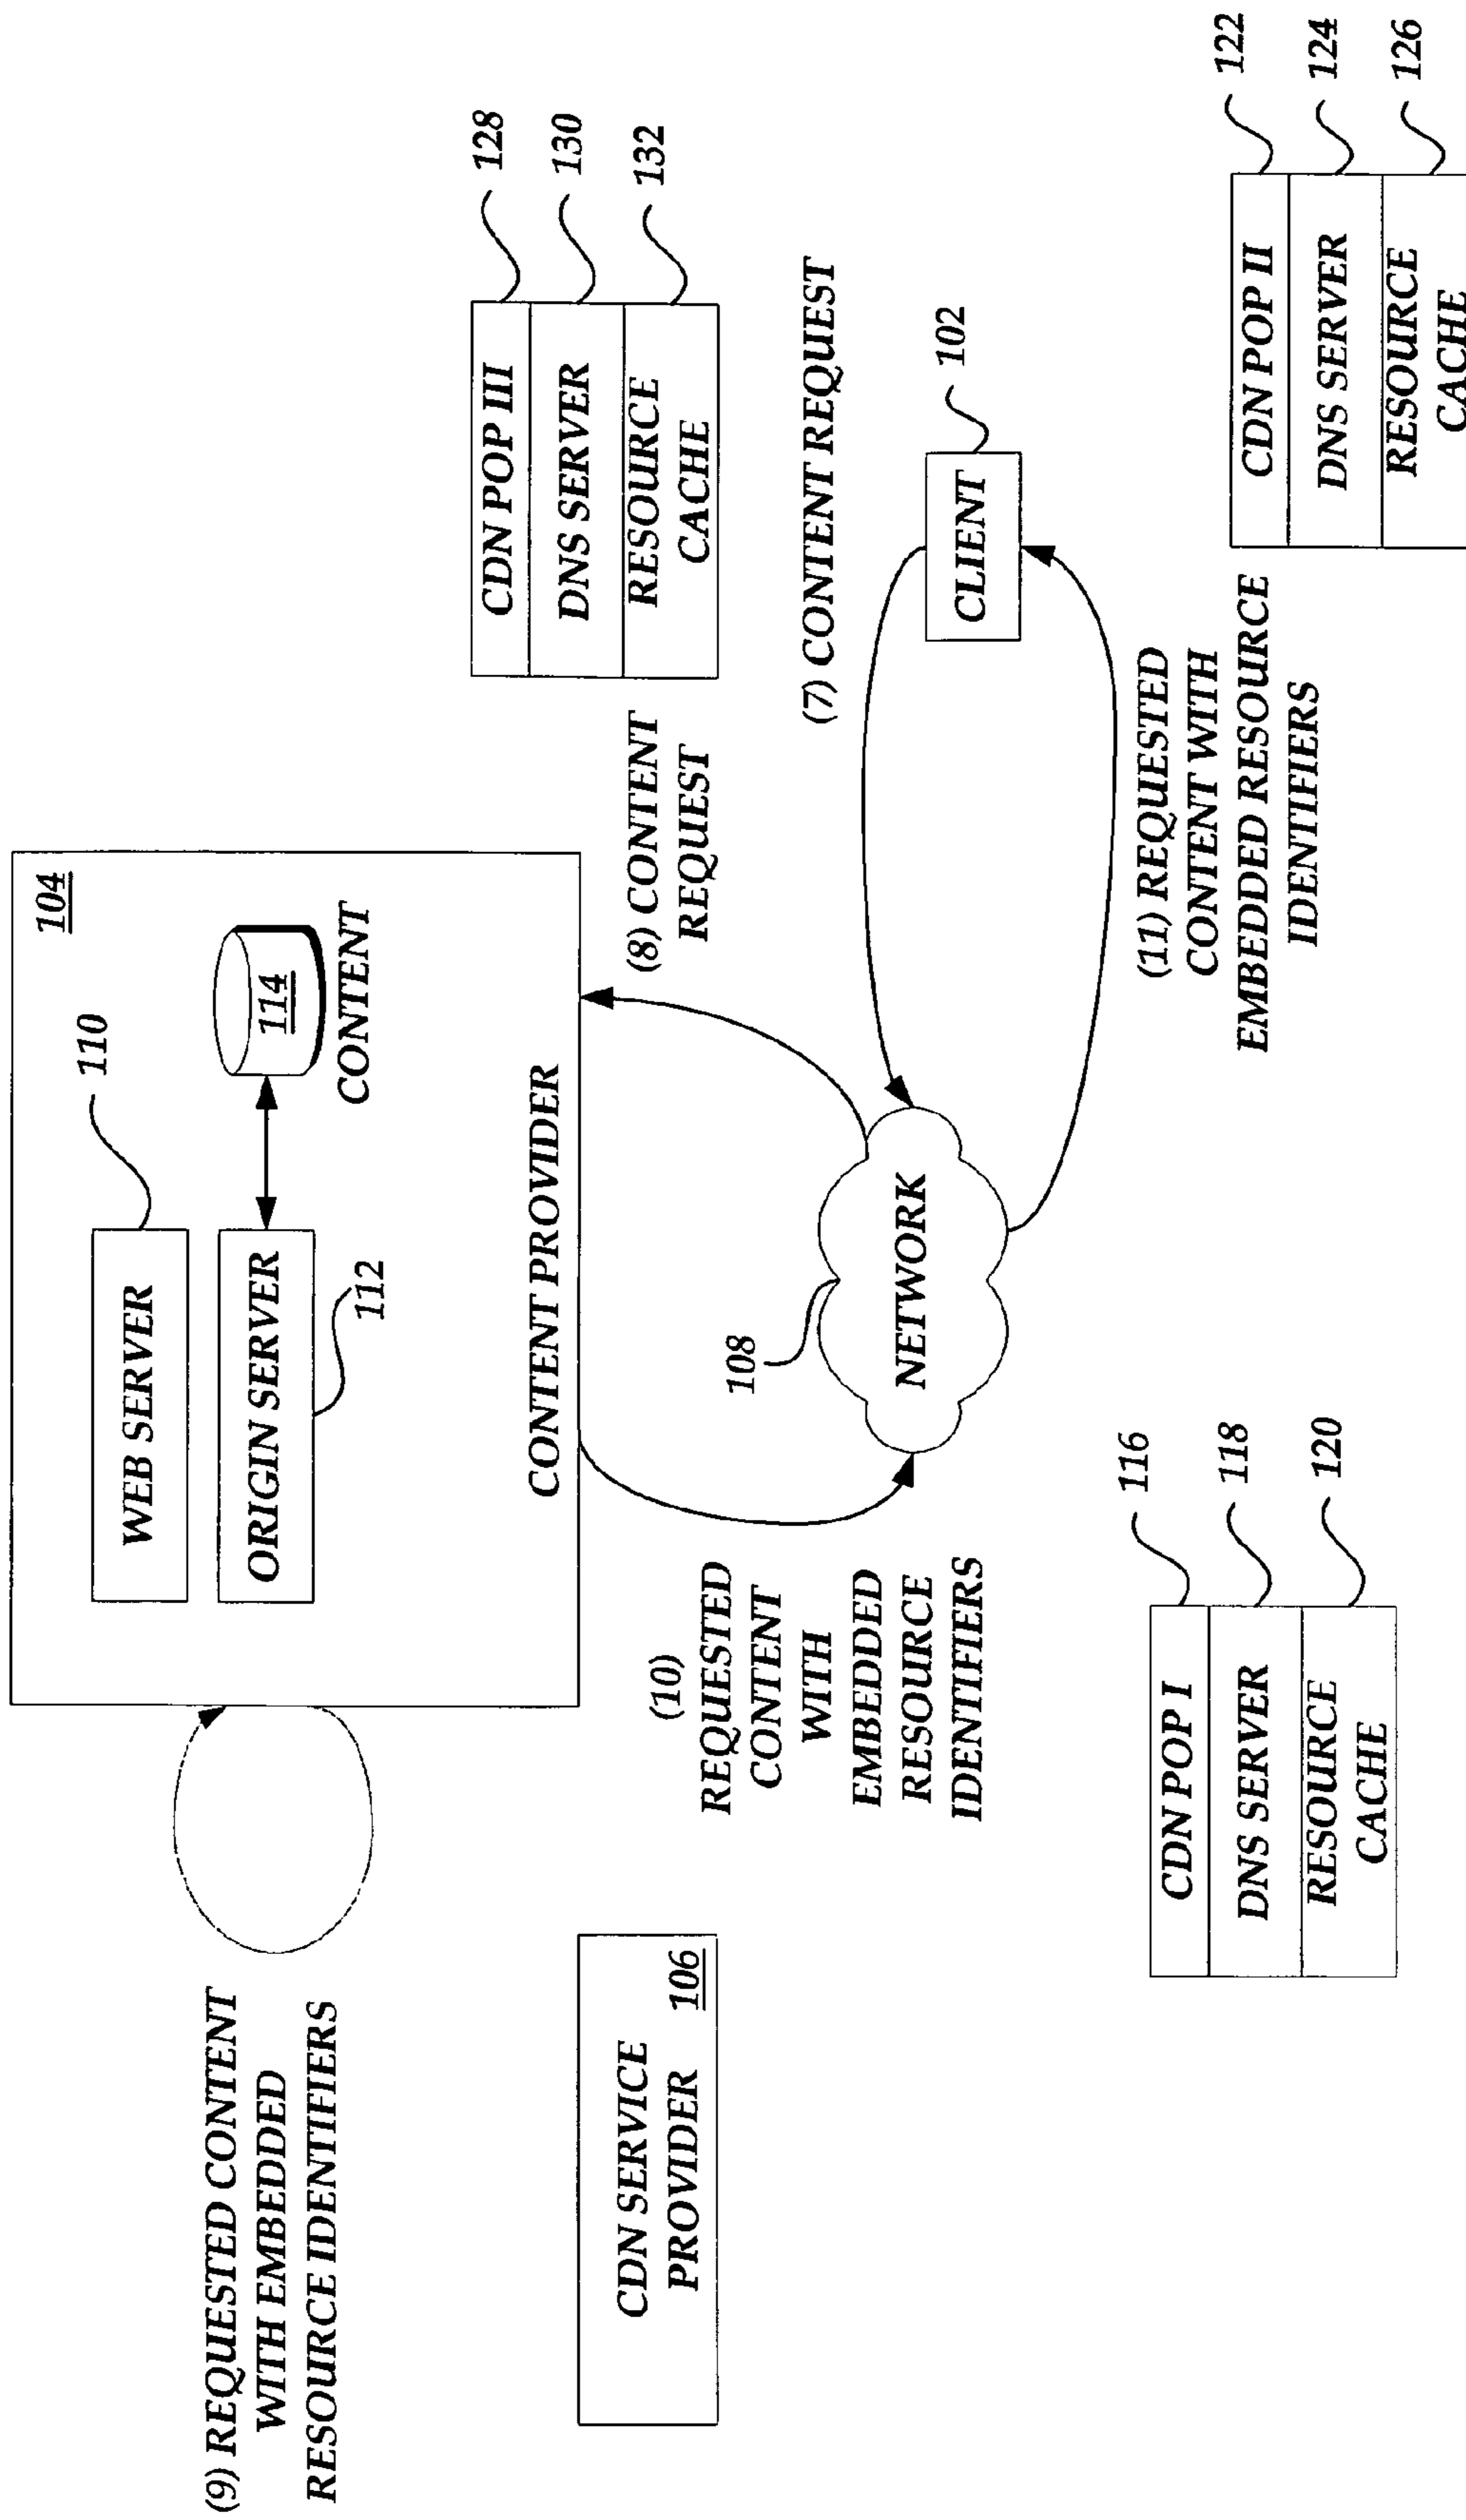 (9) REQUESTED CONTENT
WITH EMBEDDED
RESOURCE IDENTIFIERS
104
WEB SERVER
110
ORIGIN SERVER
112
114
CONTENT
CONTENT PROVIDER
CDN SERVICE
PROVIDER
106
(10)
REQUESTED
CONTENT
WITH
EMBEDDED
RESOURCE
IDENTIFIERS
(8) CONTENT
REQUEST
108
NETWORK
CDN POP III
128
DNS SERVER
130
RESOURCE
CACHE
132
(7) CONTENT REQUEST
CLIENT
102
(11) REQUESTED
CONTENT WITH
EMBEDDED RESOURCE
IDENTIFIERS
CDN POP I
116
DNS SERVER
118
RESOURCE
CACHE
120
CDN POP II
122
DNS SERVER
124
RESOURCE
CACHE
126